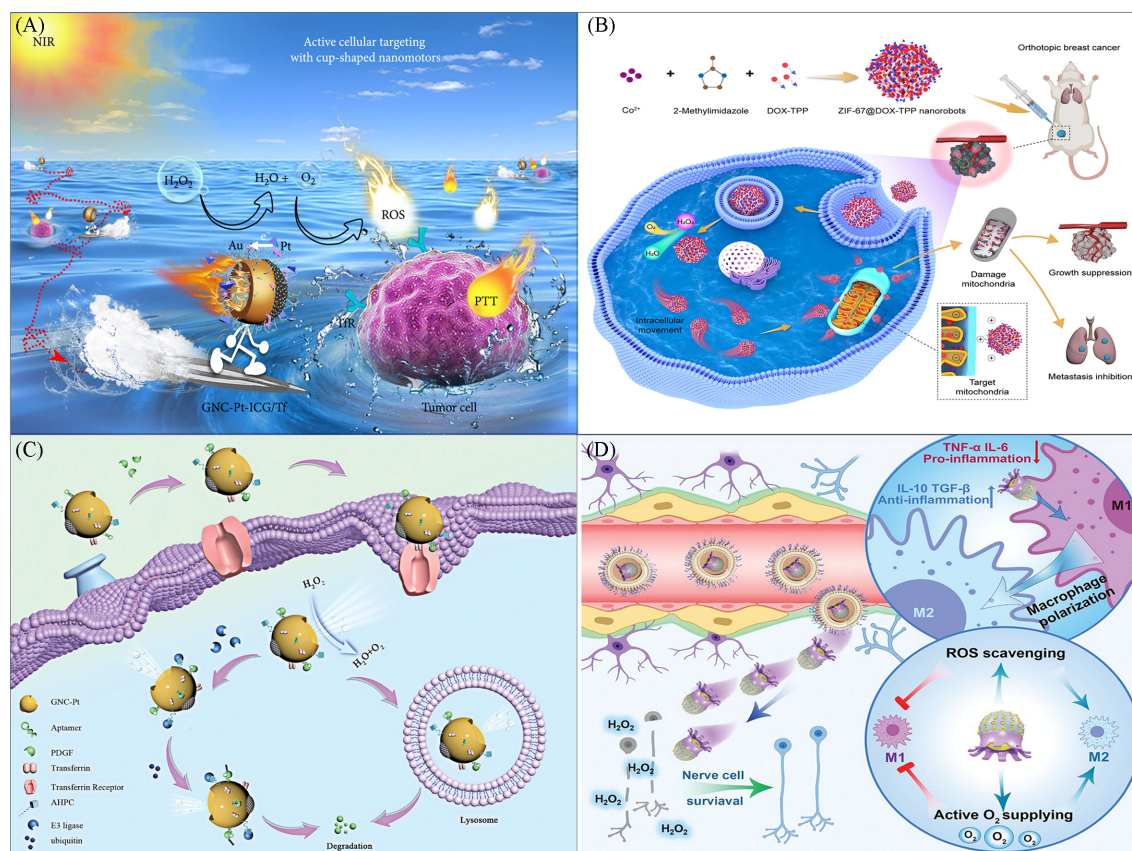 (A)
NIR
Active cellular targeting
with cup-shaped nanomotors
H₂O₂
H₂O +
O₂
ROS
Au
e⁻
Pt
TfR
PTT
GNC-Pt-ICG/Tf
Tumor cell
(B)
Orthotopic breast cancer
+
+
Co²⁺
2-Methylimidazole
DOX-TPP
ZIF-67@DOX-TPP nanorobots
O₂
H₂O₂
H₂O
Intracellular
movement
Damage
mitochondria
Growth suppression
Target
mitochondria
Metastasis inhibition
(C)
H₂O₂
H₂O+O₂
GNC-Pt
Aptamer
PDGF
Transferrin
Transferrin Receptor
AHPC
E3 ligase
ubiquitin
Lysosome
Degradation
(D)
TNF-α IL-6
Pro-inflammation
IL-10 TGF-β
Anti-inflammation
M1
M2
Macrophage
polarization
ROS scavenging
M1
M2
Active O₂ supplying
O₂
O₂
O₂
H₂O₂
H₂O₂
H₂O₂
H₂O₂
Nerve cell
surviaval